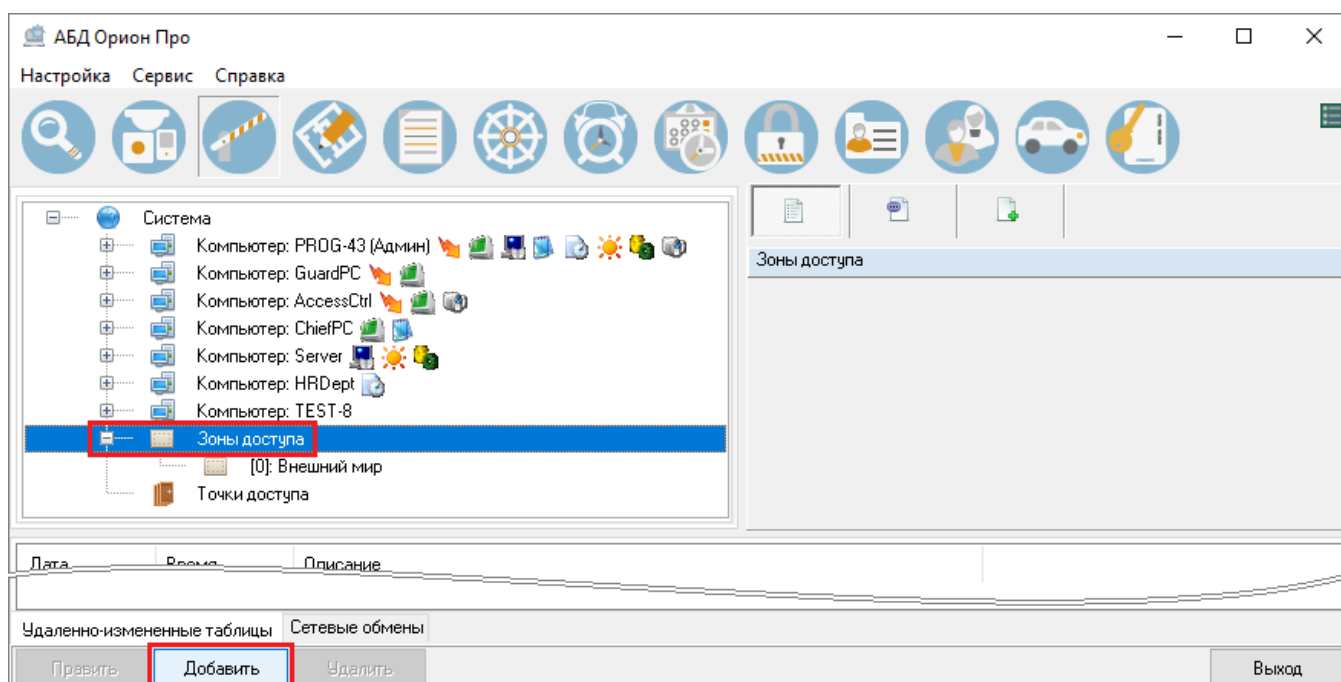 АБД Орион Про
Настройка Сервис Справка
Система
Компьютер: PROG-43 (Админ)
Компьютер: GuardPC
Компьютер: AccessCtrl
Компьютер: ChiefPC
Компьютер: Server
Компьютер: HRDept
Компьютер: TEST-8
Зоны доступа
[0]: Внешний мир
Точки доступа
Зоны доступа
Дата Время Описание
Удаленно-измененные таблицы Сетевые обмены
Править Добавить Удалить Выход